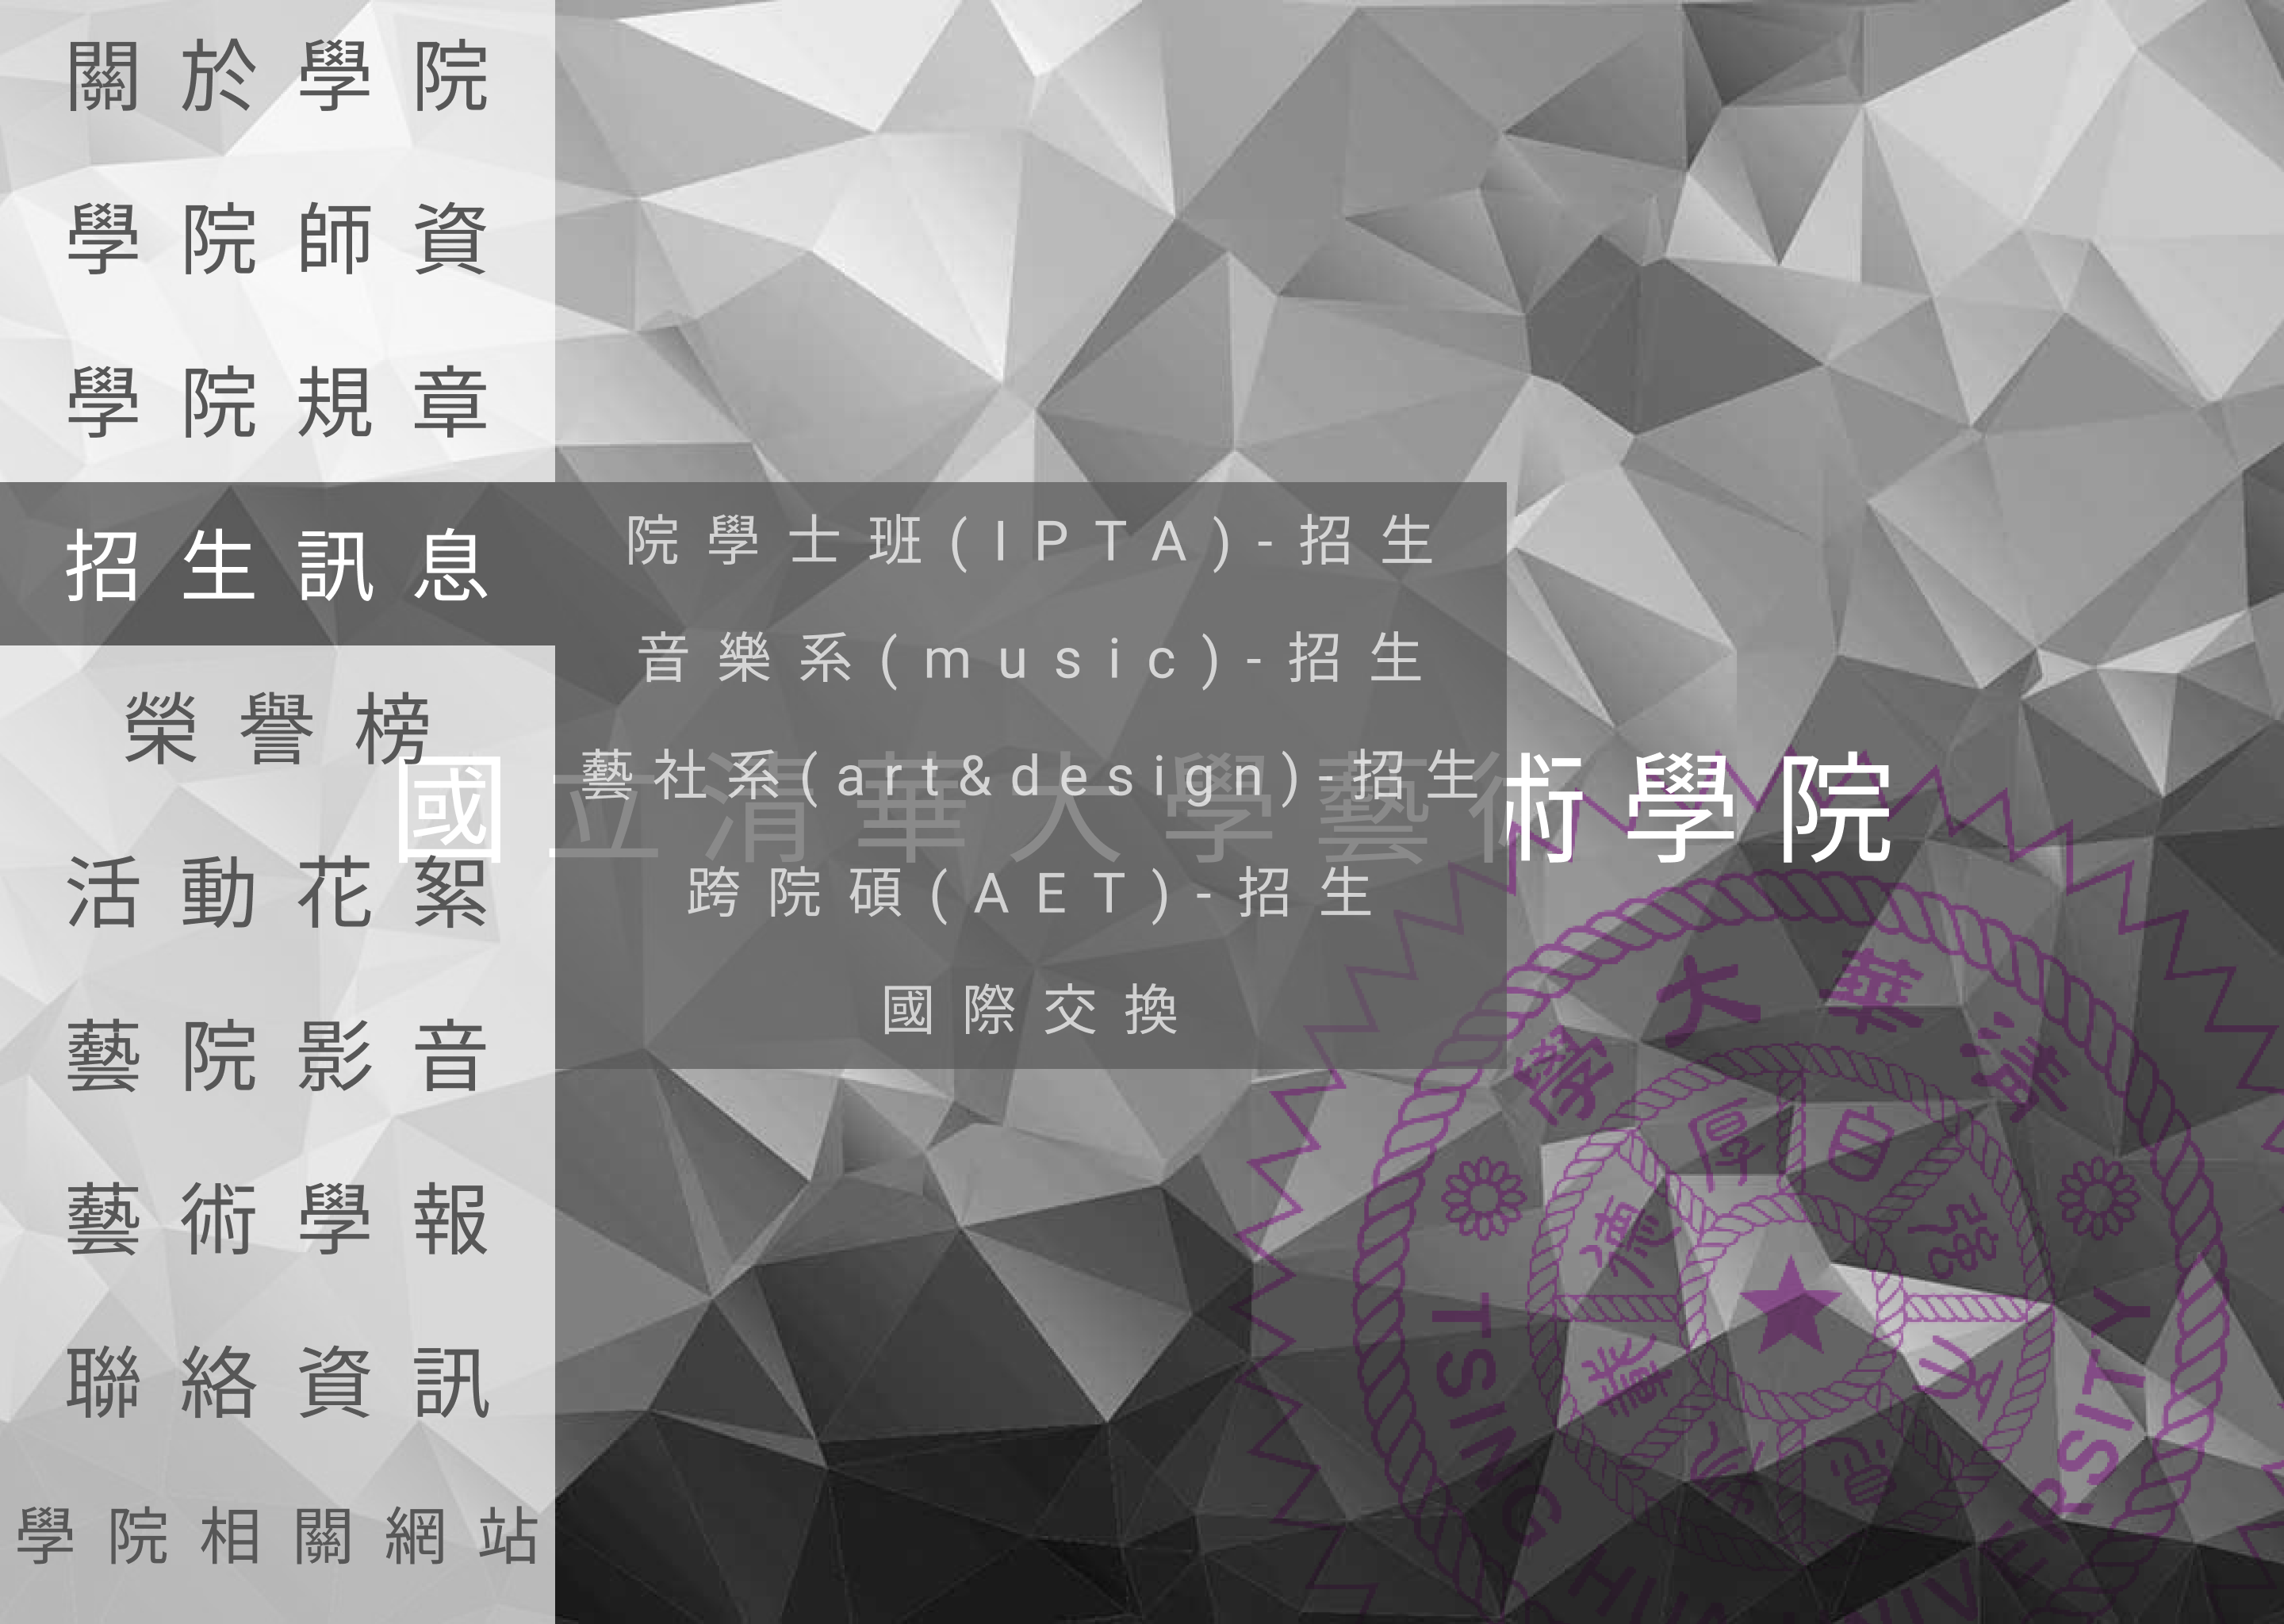 關於學院
學院師資
學院規章
招生訊息
院學士班(IPTA)-招生
音樂系(music)-招生
藝社系(art&design)-招生
跨院碩(AET)-招生
國際交換
榮譽榜
國立清華大學藝術學院
活動花絮
藝院影音
藝術學報
聯絡資訊
學院相關網站
學大華清
厚自
德強
載不
物息
TSING HUA UNIVERSITY